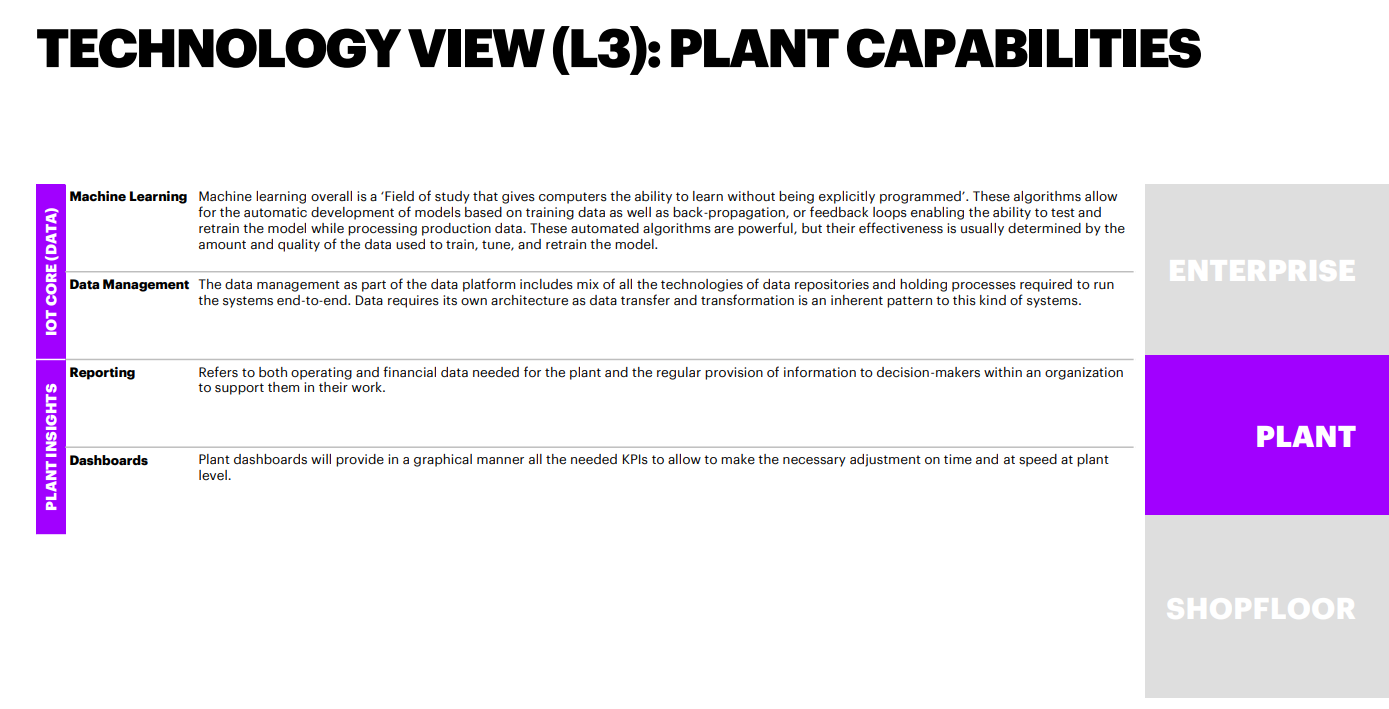 TECHNOLOGY VIEW (L3): PLANT CAPABILITIES
IOT CORE (DATA)
Machine Learning
Machine learning overall is a ‘Field of study that gives computers the ability to learn without being explicitly programmed’. These algorithms allow
for the automatic development of models based on training data as well as back-propagation, or feedback loops enabling the ability to test and
retrain the model while processing production data. These automated algorithms are powerful, but their effectiveness is usually determined by the
amount and quality of the data used to train, tune, and retrain the model.
Data Management
The data management as part of the data platform includes mix of all the technologies of data repositories and holding processes required to run
the systems end-to-end. Data requires its own architecture as data transfer and transformation is an inherent pattern to this kind of systems.
PLANT INSIGHTS
Reporting
Refers to both operating and financial data needed for the plant and the regular provision of information to decision-makers within an organization
to support them in their work.
Dashboards
Plant dashboards will provide in a graphical manner all the needed KPIs to allow to make the necessary adjustment on time and at speed at plant
level.
ENTERPRISE
PLANT
SHOPFLOOR